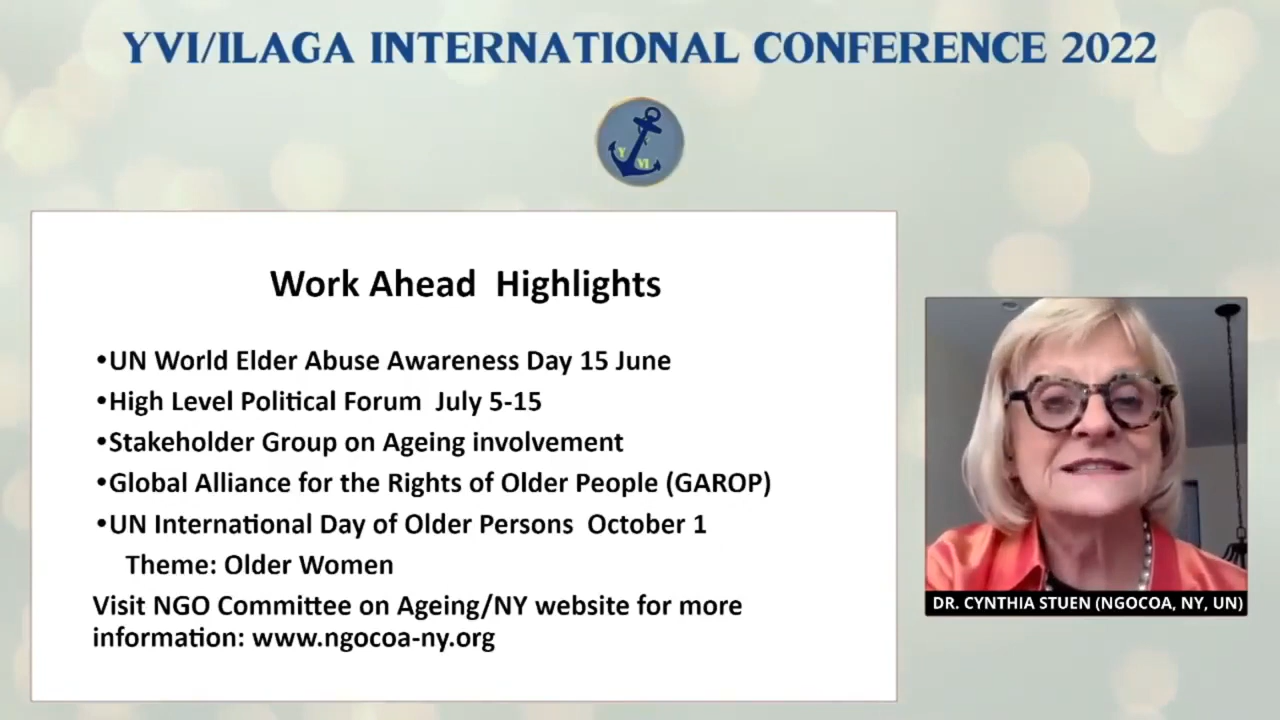 YVI/ILAGA INTERNATIONAL CONFERENCE 2022
Y VI
Work Ahead Highlights
•UN World Elder Abuse Awareness Day 15 June
•High Level Political Forum July 5-15
•Stakeholder Group on Ageing involvement
•Global Alliance for the Rights of Older People (GAROP)
•UN International Day of Older Persons October 1
Theme: Older Women
Visit NGO Committee on Ageing/NY website for more
information: www.ngocoa-ny.org
DR. CYNTHIA STUEN (NGOCOA, NY, UN)